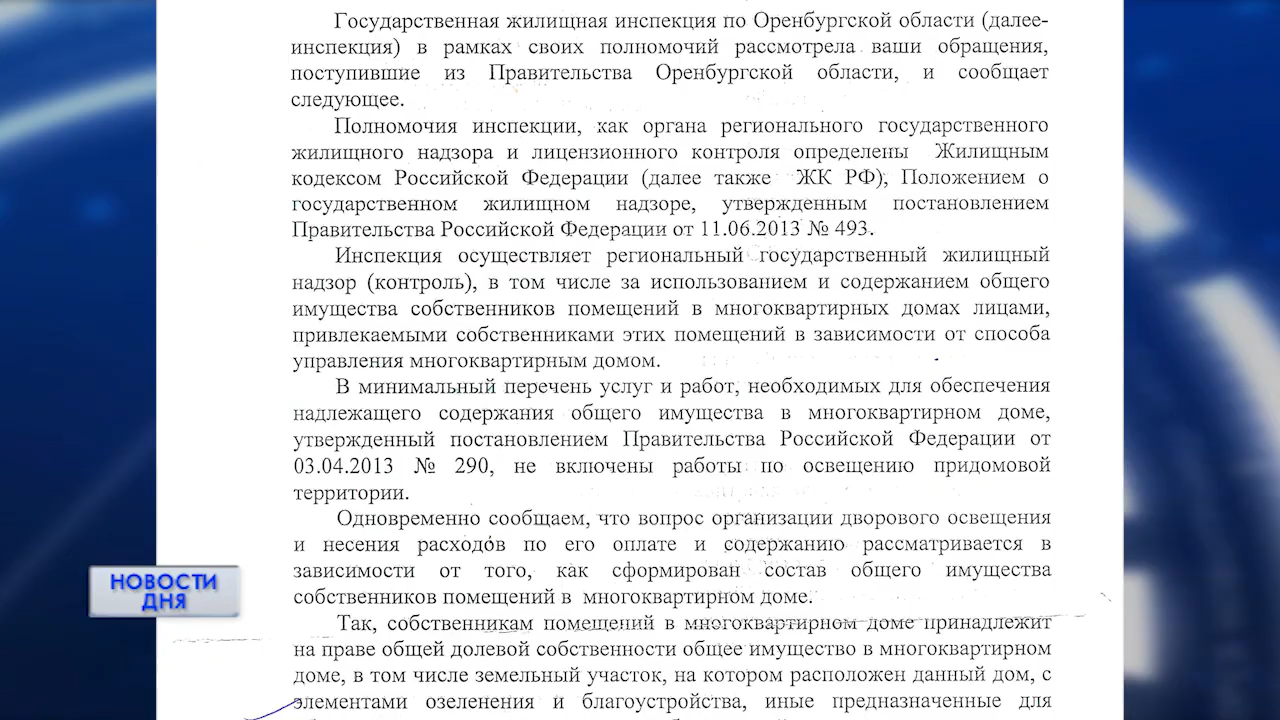 Государственная жилищная инспекция по Оренбургской области (далее-
инспекция) в рамках своих полномочий рассмотрела ваши обращения,
поступившие из Правительства Оренбургской области, и сообщает
следующее.
Полномочия инспекции, как органа регионального государственного
жилищного надзора и лицензионного контроля определены Жилищным
кодексом Российской Федерации (далее также ЖК РФ), Положением о
государственном жилищном надзоре, утвержденным постановлением
Правительства Российской Федерации от 11.06.2013 № 493.
Инспекция осуществляет региональный государственный жилищный
надзор (контроль), в том числе за использованием и содержанием общего
имущества собственников помещений в многоквартирных домах лицами,
привлекаемыми собственниками этих помещений в зависимости от способа
управления многоквартирным домом.
В минимальный перечень услуг и работ, необходимых для обеспечения
надлежащего содержания общего имущества в многоквартирном доме,
утвержденный постановлением Правительства Российской Федерации от
03.04.2013 № 290, не включены работы по освещению придомовой
территории.
Одновременно сообщаем, что вопрос организации дворового освещения
и несения расходов по его оплате и содержанию рассматривается в
зависимости от того, как сформирован состав общего имущества
собственников помещений в многоквартирном доме.
Так, собственникам помещений в многоквартирном доме принадлежит
на праве общей долевой собственности общее имущество в многоквартирном
доме, в том числе земельный участок, на котором расположен данный дом, с
элементами озеленения и благоустройства, иные предназначенные для
НОВОСТИ
ДНЯ